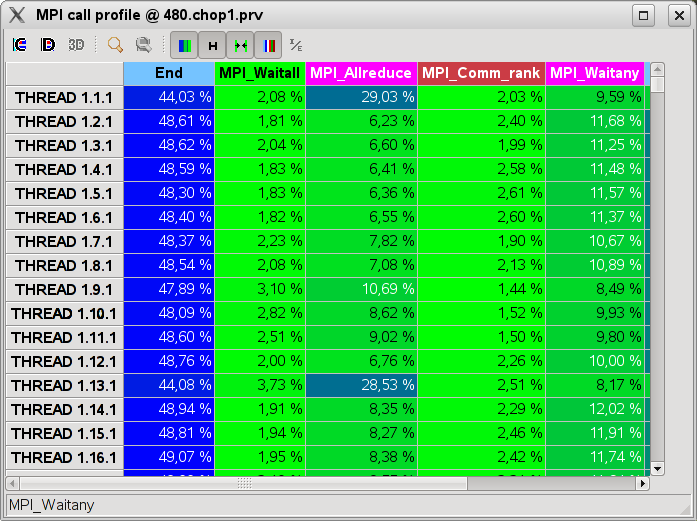 MPI call profile @ 480.chop1.prv
3D
End MPI_Waitall MPI_Allreduce MPI_Comm_rank MPI_Waitany
THREAD 1.1.1 44,03 % 2,08 % 29,03 % 2,03 % 9,59 %
THREAD 1.2.1 48,61 % 1,81 % 6,23 % 2,40 % 11,68 %
THREAD 1.3.1 48,62 % 2,04 % 6,60 % 1,99 % 11,25 %
THREAD 1.4.1 48,59 % 1,83 % 6,41 % 2,58 % 11,48 %
THREAD 1.5.1 48,30 % 1,83 % 6,36 % 2,61 % 11,57 %
THREAD 1.6.1 48,40 % 1,82 % 6,55 % 2,60 % 11,37 %
THREAD 1.7.1 48,37 % 2,23 % 7,82 % 1,90 % 10,67 %
THREAD 1.8.1 48,54 % 2,08 % 7,08 % 2,13 % 10,89 %
THREAD 1.9.1 47,89 % 3,10 % 10,69 % 1,44 % 8,49 %
THREAD 1.10.1 48,09 % 2,82 % 8,62 % 1,52 % 9,93 %
THREAD 1.11.1 48,60 % 2,51 % 9,02 % 1,50 % 9,80 %
THREAD 1.12.1 48,76 % 2,00 % 6,76 % 2,26 % 10,00 %
THREAD 1.13.1 44,08 % 3,73 % 28,53 % 2,51 % 8,17 %
THREAD 1.14.1 48,94 % 1,91 % 8,35 % 2,29 % 12,02 %
THREAD 1.15.1 48,81 % 1,94 % 8,27 % 2,46 % 11,91 %
THREAD 1.16.1 49,07 % 1,95 % 8,38 % 2,42 % 11,74 %
MPI_Waitany